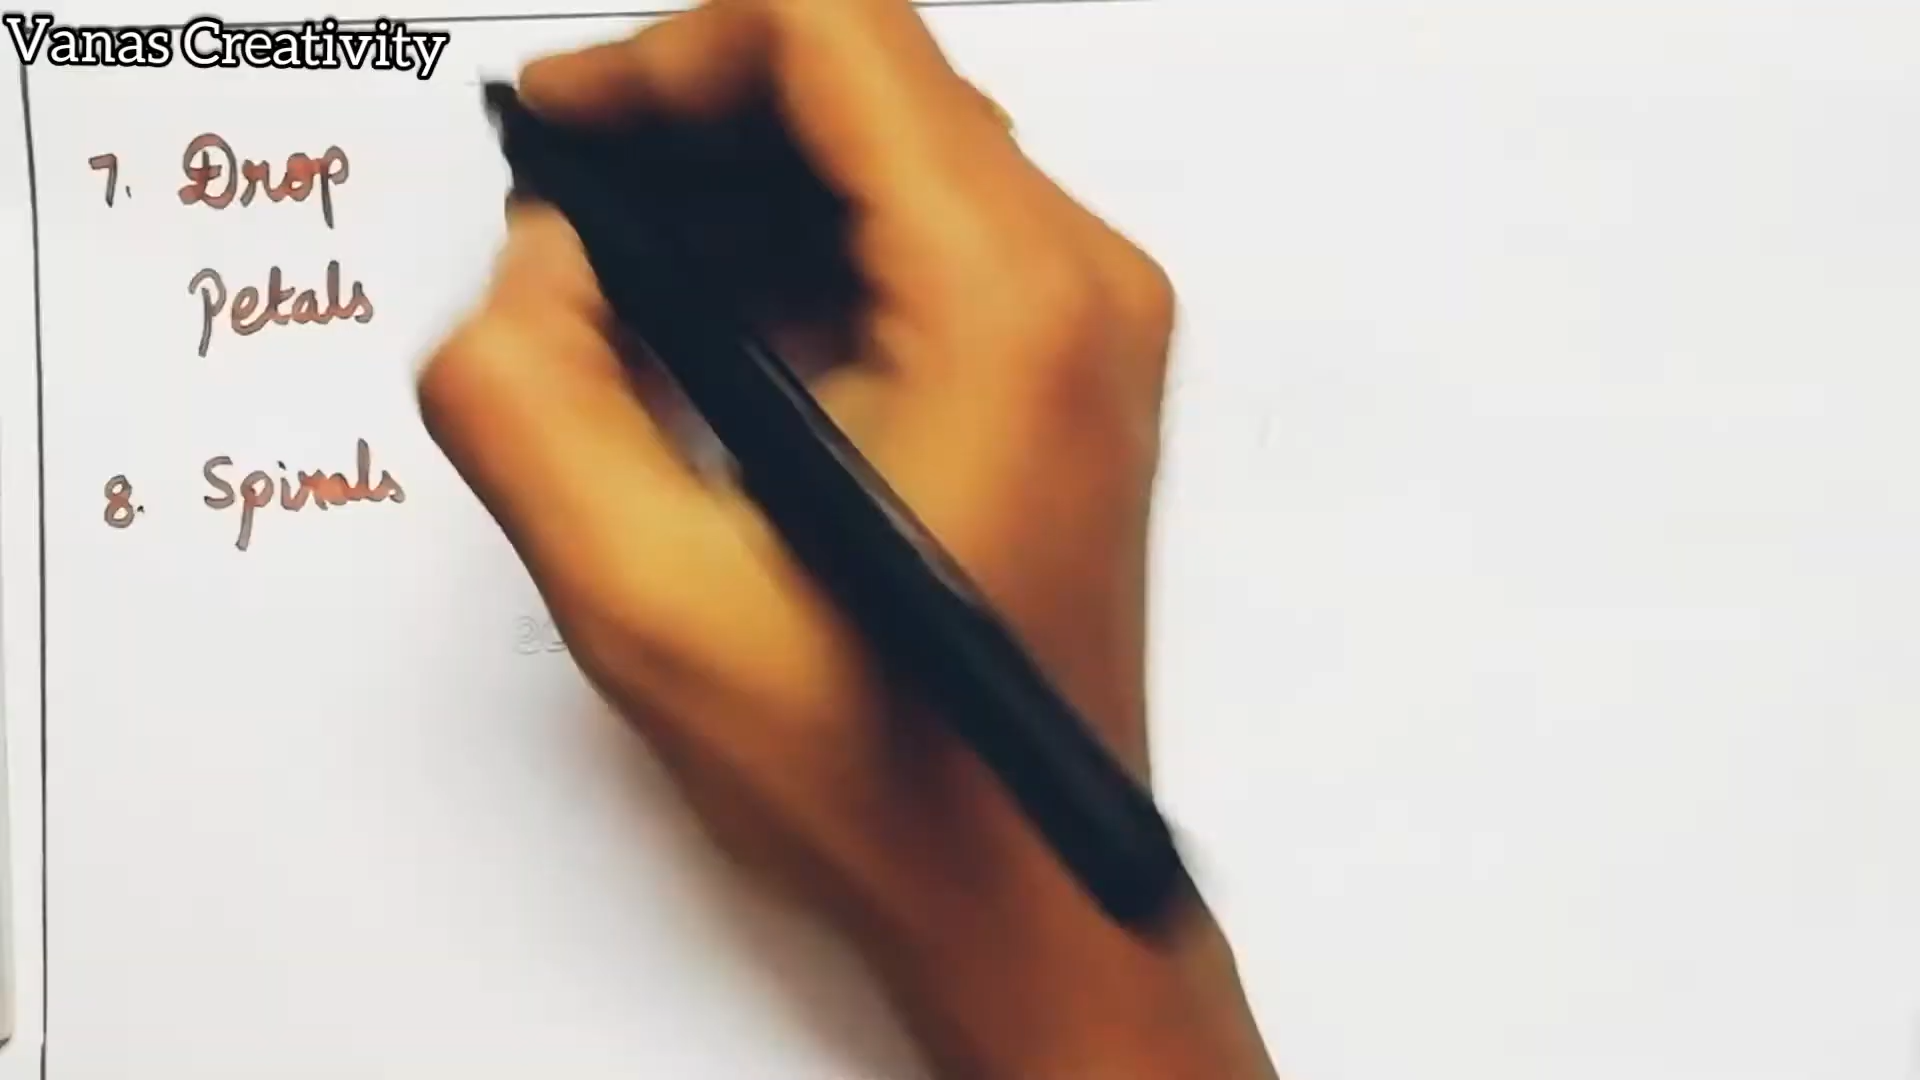 Vanas Creativity
7. Drop
Petals
8. Spirals